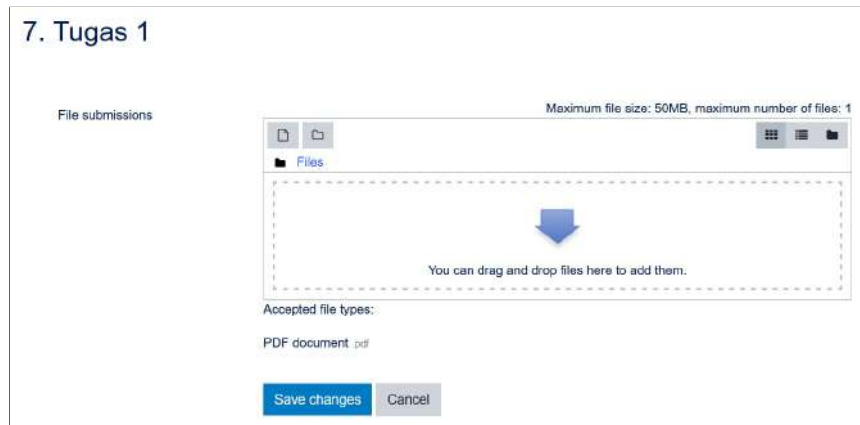 7. Tugas 1
File submissions
Maximum file size: 50MB, maximum number of files: 1
Files
You can drag and drop files here to add them.
Accepted file types:
PDF document .pdf
Save changes
Cancel